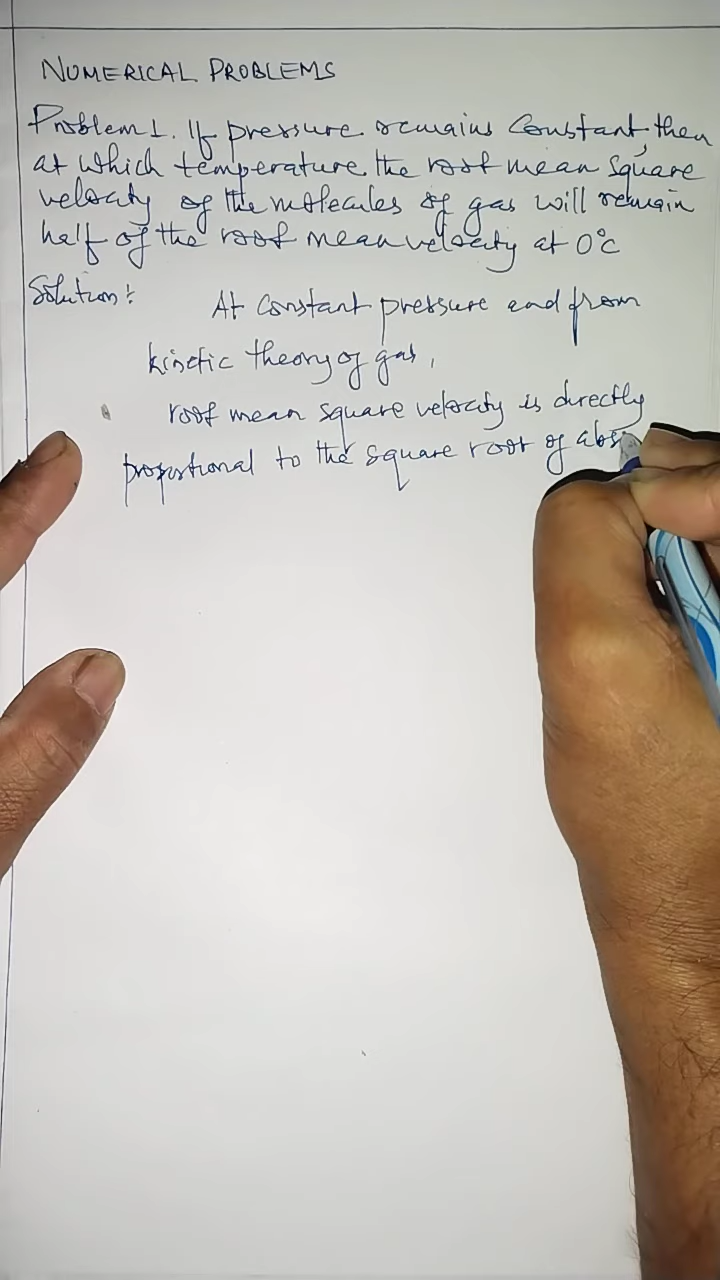 NUMERICAL PROBLEMS
Problem 1. If pressure remains constant, then
at which temperature the root mean square
velocity of the molecules of gas will remain
half of the root mean velocity at 0°C
Solution:
At constant pressure and from
kinetic theory of gas,
root mean square velocity is directly
proportional to the square root of abs